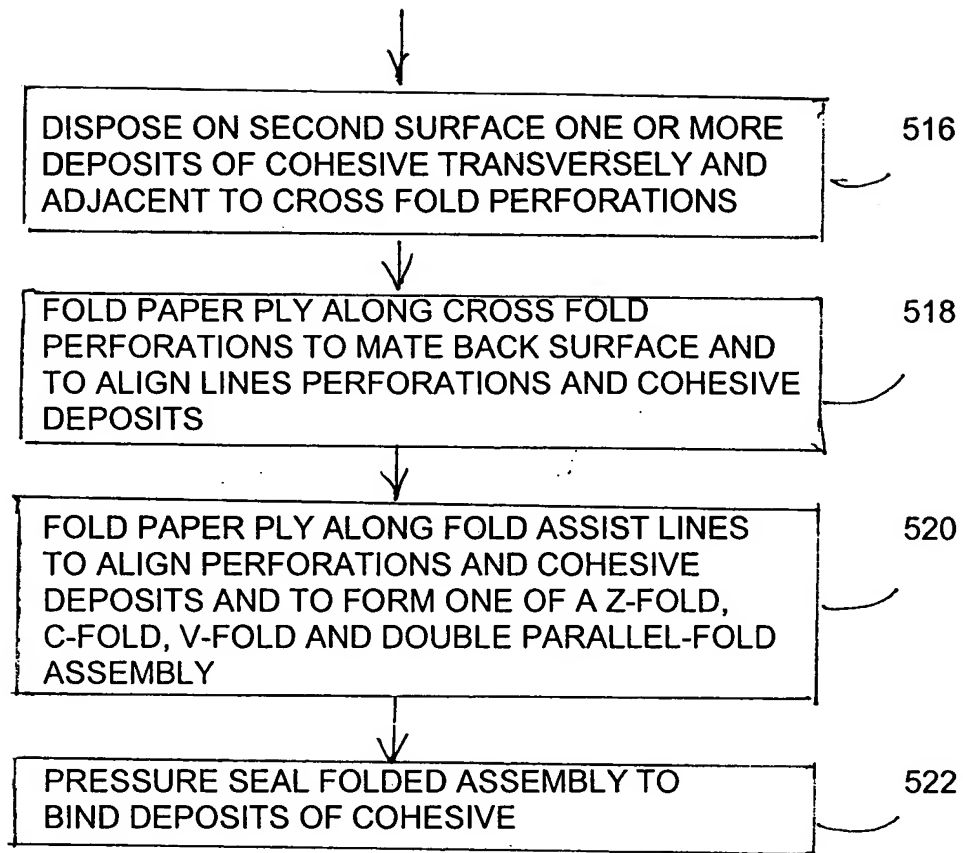 DISPOSE ON SECOND SURFACE ONE OR MORE
DEPOSITS OF COHESIVE TRANSVERSELY AND
ADJACENT TO CROSS FOLD PERFORATIONS
516
FOLD PAPER PLY ALONG CROSS FOLD
PERFORATIONS TO MATE BACK SURFACE AND
TO ALIGN LINES PERFORATIONS AND COHESIVE
DEPOSITS
518
FOLD PAPER PLY ALONG FOLD ASSIST LINES
TO ALIGN PERFORATIONS AND COHESIVE
DEPOSITS AND TO FORM ONE OF A Z-FOLD,
C-FOLD, V-FOLD AND DOUBLE PARALLEL-FOLD
ASSEMBLY
520
PRESSURE SEAL FOLDED ASSEMBLY TO
BIND DEPOSITS OF COHESIVE
522